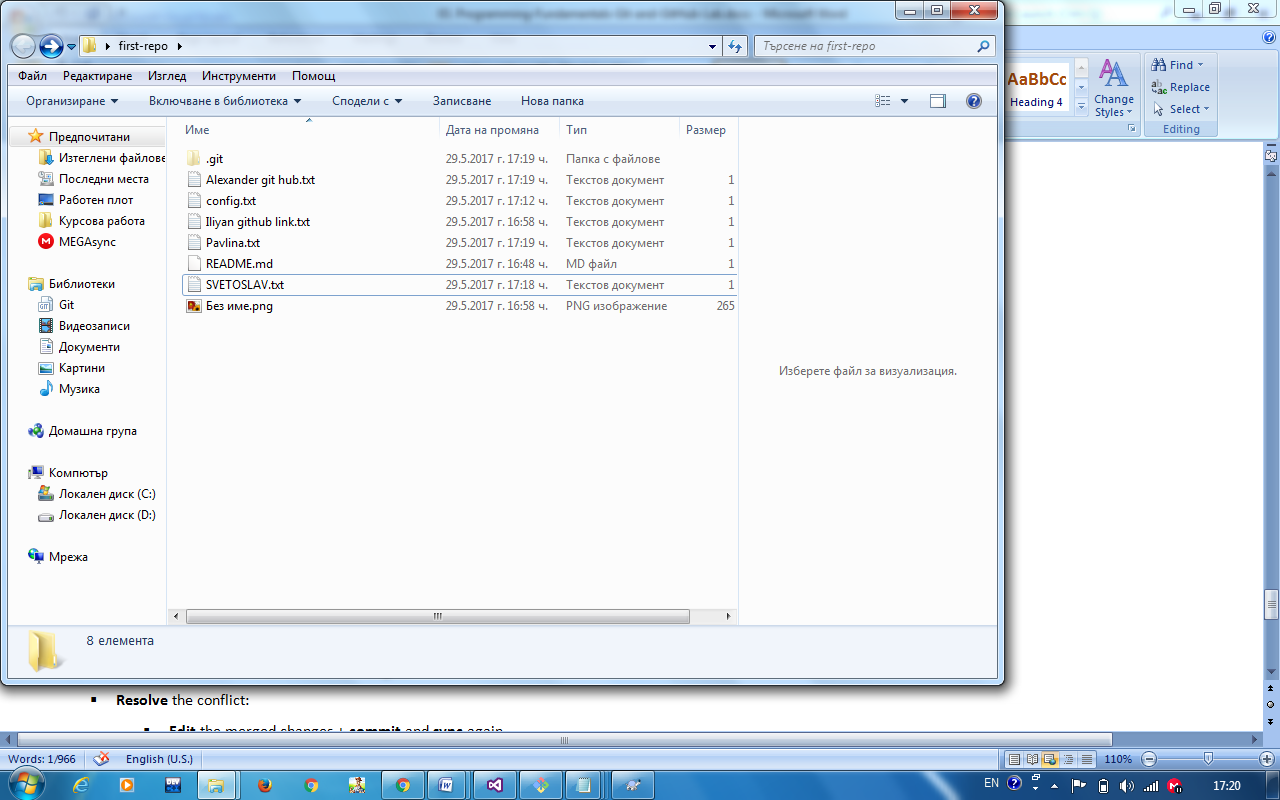 first-repo
Търсене на first-repo
Файл Редактиране Изглед Инструменти Помощ
Организиране Включване в библиотека Сподели с Записване Нова папка
Предпочитани
Изтеглени файлове
Последни места
Работен плот
Курсова работа
MEGAsync
Библиотеки
Git
Видеозаписи
Документи
Картини
Музика
Домашна група
Компютър
Локален диск (C:)
Локален диск (D:)
Мрежа
Име Дата на промяна Тип Размер
.git 29.5.2017 г. 17:19 ч. Папка с файлове
Alexander git hub.txt 29.5.2017 г. 17:19 ч. Текстов документ 1
config.txt 29.5.2017 г. 17:12 ч. Текстов документ 1
Iliyan github link.txt 29.5.2017 г. 16:58 ч. Текстов документ 1
Pavlina.txt 29.5.2017 г. 17:19 ч. Текстов документ 1
README.md 29.5.2017 г. 16:48 ч. MD файл 1
SVETOSLAV.txt 29.5.2017 г. 17:18 ч. Текстов документ 1
Без име.png 29.5.2017 г. 16:58 ч. PNG изображение 265
Изберете файл за визуализация.
8 елемента
AaBbCc
Heading 4
Change
Styles
Find
Replace
Select
Editing
Resolve the conflict:
Edit the merged changes + commit and sync again
Words: 1/966 English (U.S.) 110%
EN 17:20